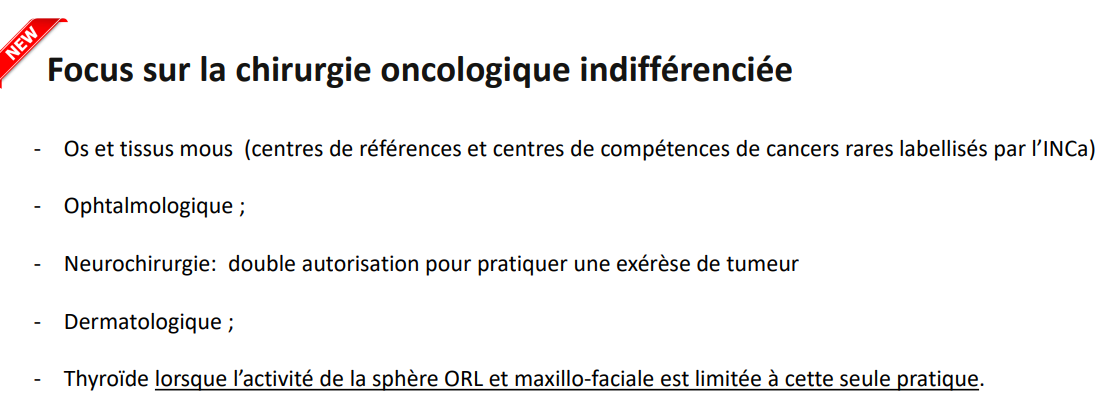 NEW
Focus sur la chirurgie oncologique indifférenciée
- Os et tissus mous (centres de références et centres de compétences de cancers rares labellisés par l’INCa)
- Ophtalmologique ;
- Neurochirurgie: double autorisation pour pratiquer une exérèse de tumeur
- Dermatologique ;
- Thyroïde lorsque l’activité de la sphère ORL et maxillo-faciale est limitée à cette seule pratique.